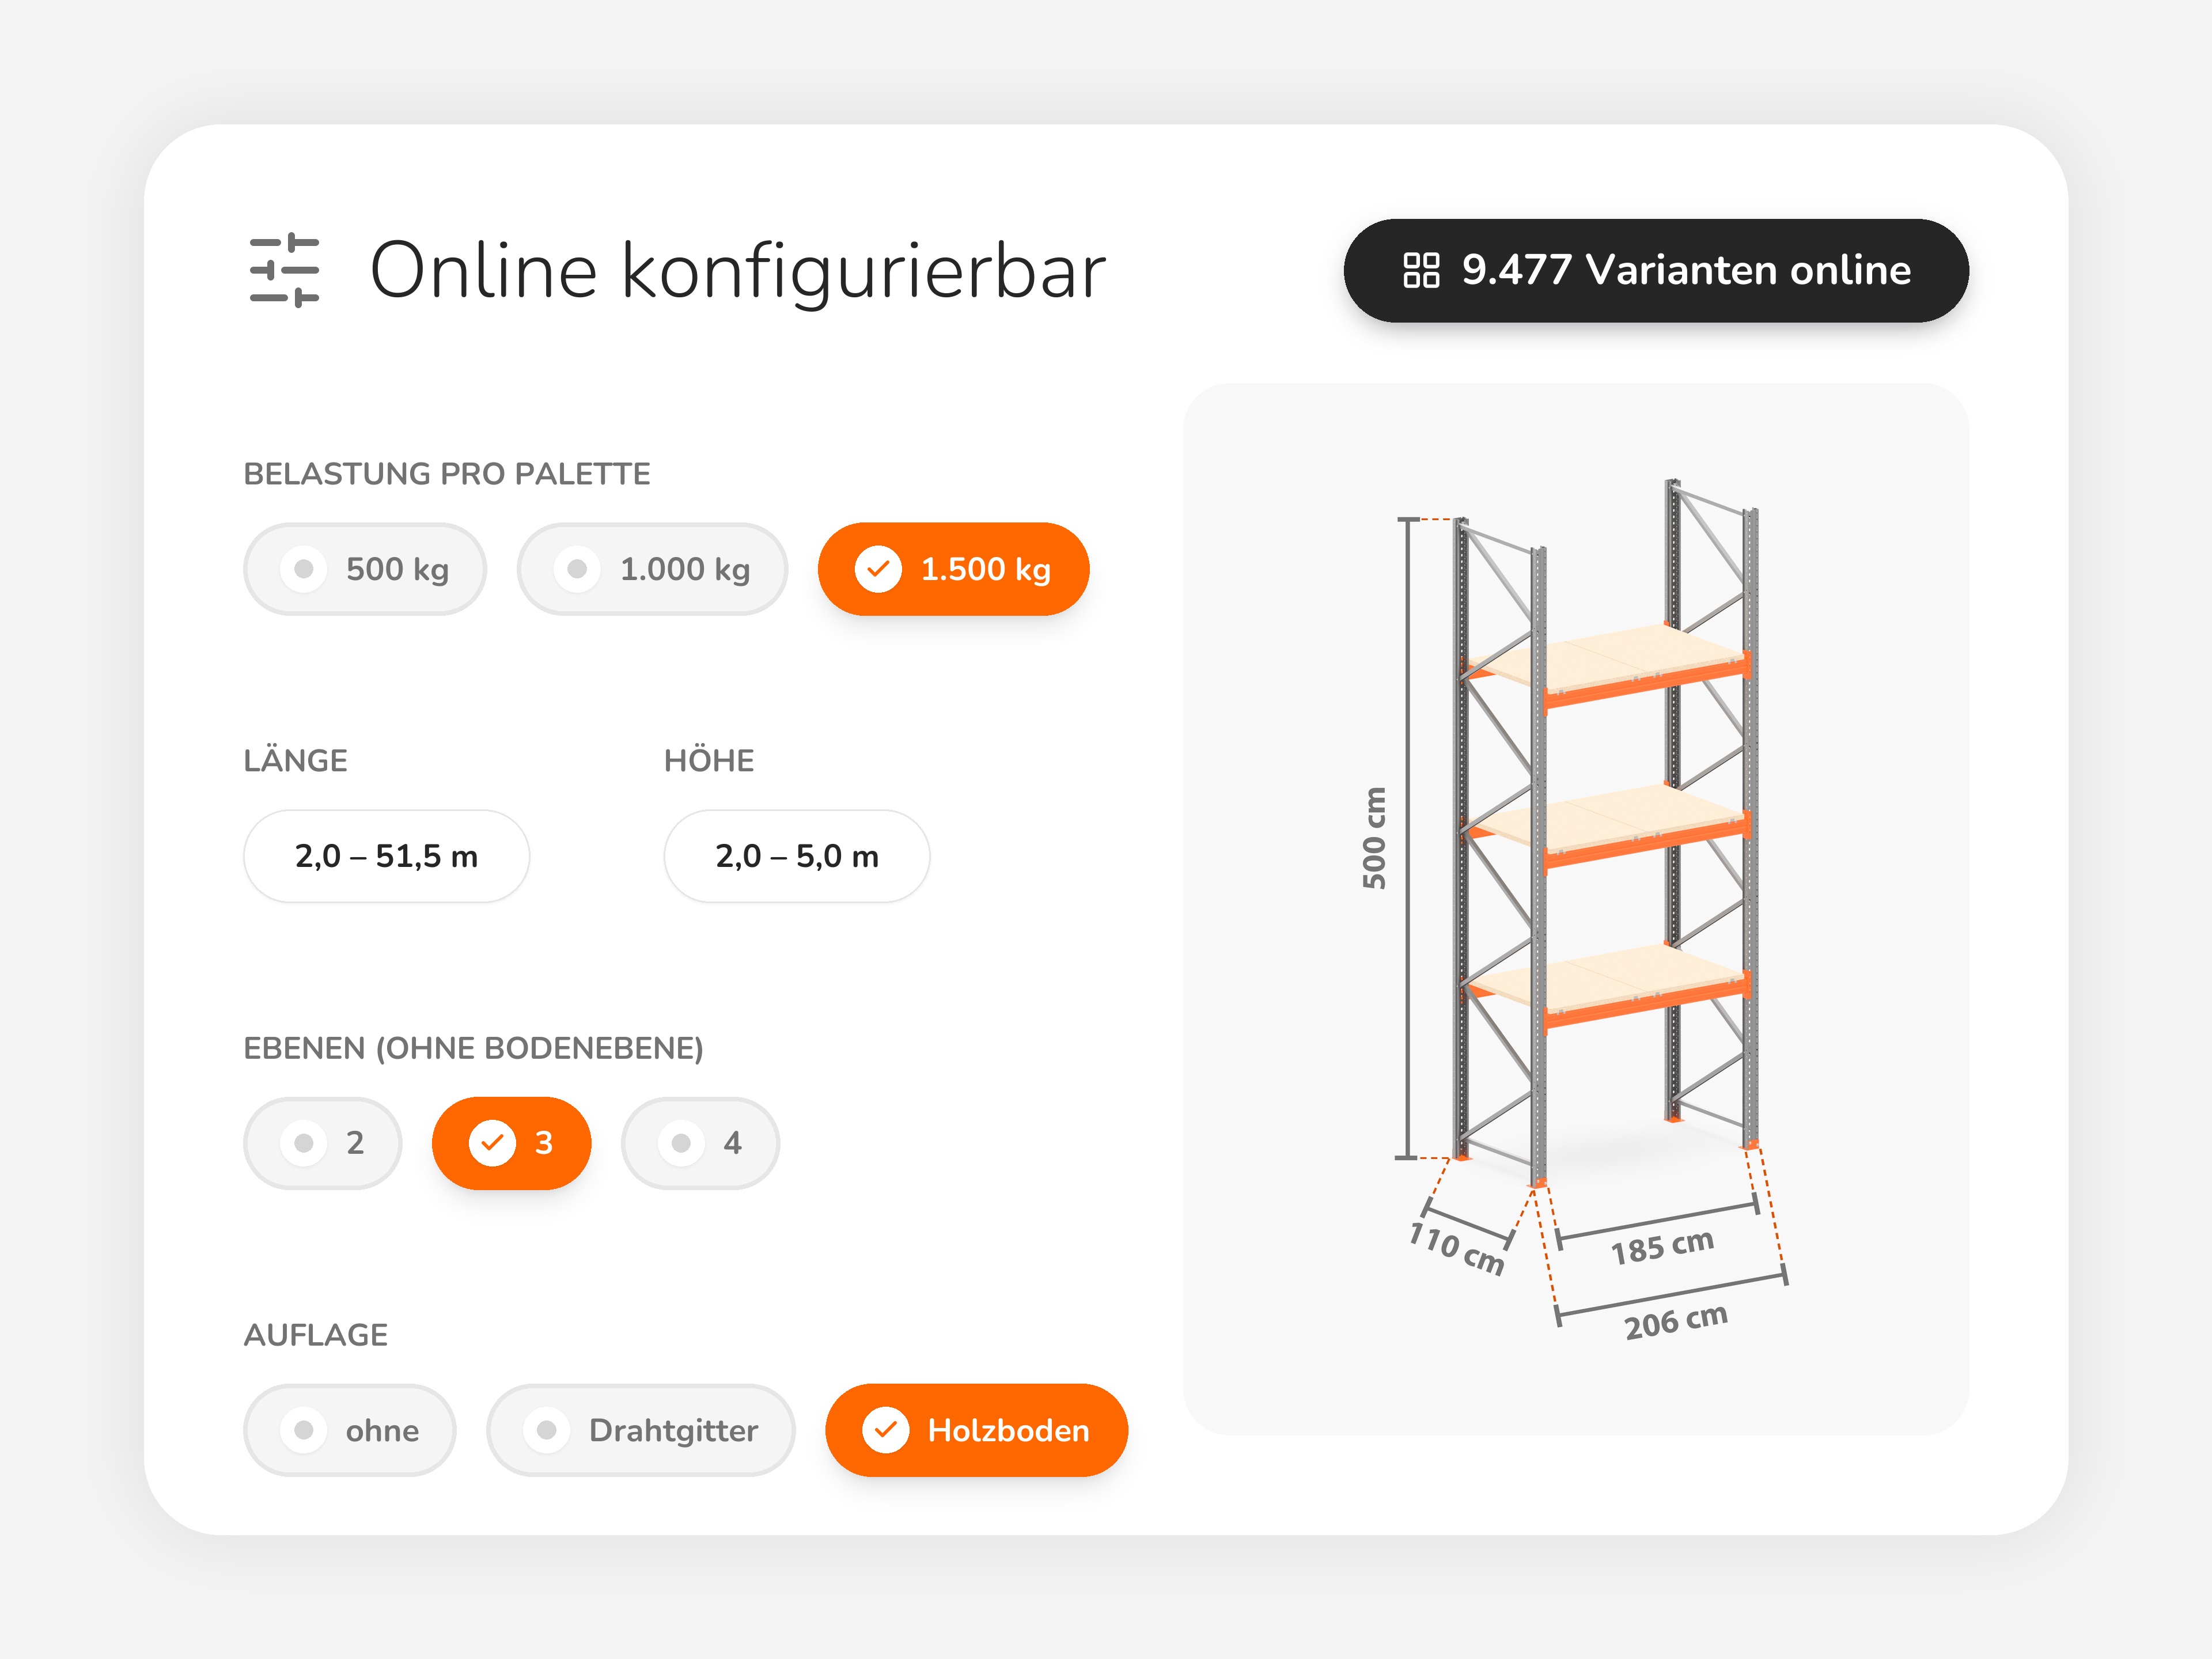 Online konfigurierbar
9.477 Varianten online
BELASTUNG PRO PALETTE
500 kg
1.000 kg
1.500 kg
LÄNGE
HÖHE
2,0 – 51,5 m
2,0 – 5,0 m
EBENEN (OHNE BODENEBENE)
2
3
4
AUFLAGE
ohne
Drahtgitter
Holzboden
500 cm
110 cm
185 cm
206 cm